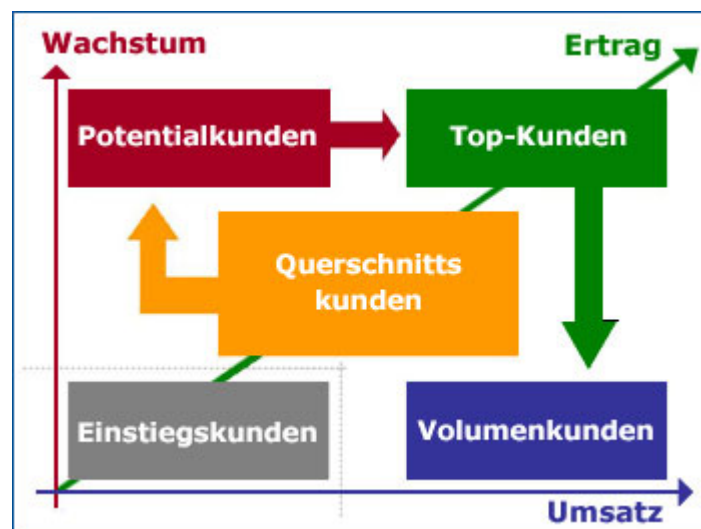 Wachstum
Ertrag
Potentialkunden
Top-Kunden
Querschnitts
kunden
Einstiegskunden
Volumenkunden
Umsatz